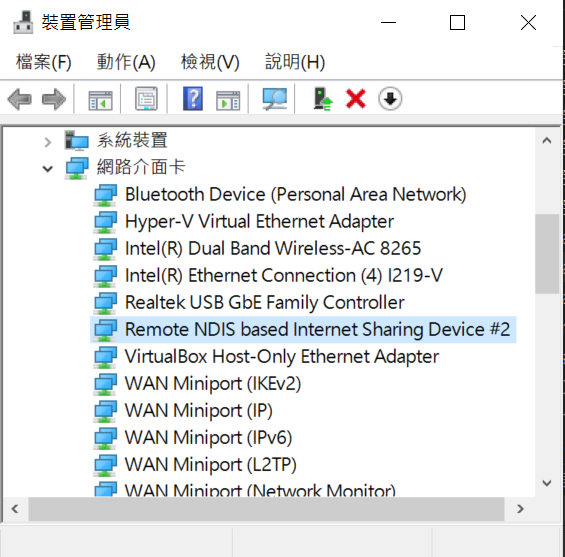 裝置管理員
檔案(F) 動作(A) 檢視(V) 說明(H)
系統裝置
網路介面卡
Bluetooth Device (Personal Area Network)
Hyper-V Virtual Ethernet Adapter
Intel(R) Dual Band Wireless-AC 8265
Intel(R) Ethernet Connection (4) I219-V
Realtek USB GbE Family Controller
Remote NDIS based Internet Sharing Device #2
VirtualBox Host-Only Ethernet Adapter
WAN Miniport (IKEv2)
WAN Miniport (IP)
WAN Miniport (IPv6)
WAN Miniport (L2TP)
WAN Miniport (Network Monitor)